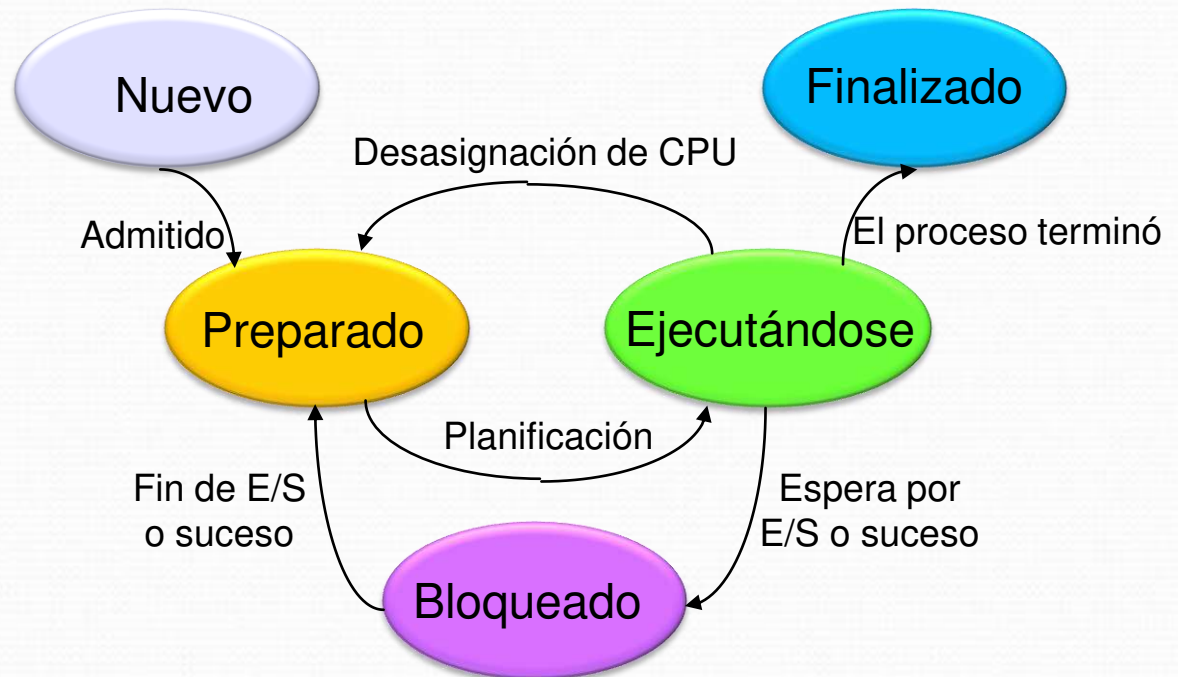 Nuevo
Finalizado
Desasignación de CPU
Admitido
El proceso terminó
Preparado
Ejecutándose
Planificación
Fin de E/S
o suceso
Espera por
E/S o suceso
Bloqueado